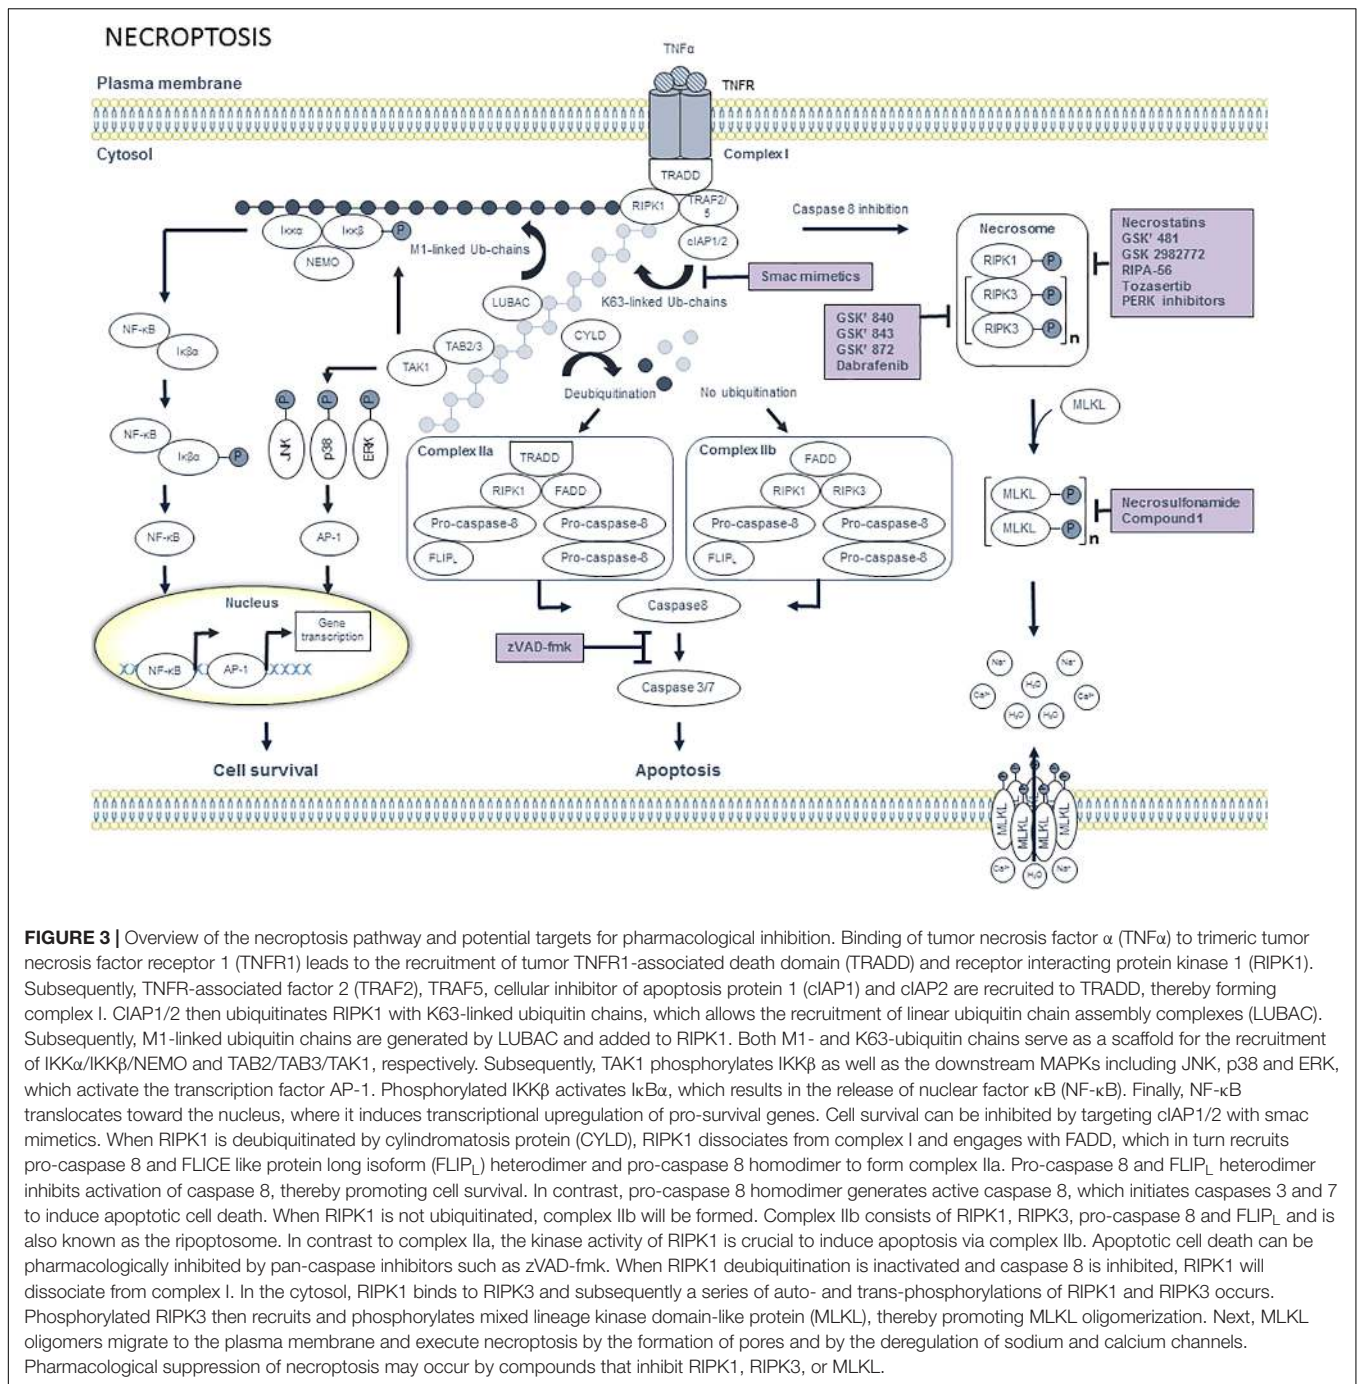 NECROPTOSIS
TNFα
TNFR
Plasma membrane
Cytosol
Complex I
TRADD
RIPK1
TRAF2/
5
cIAP1/2
Caspase 8 inhibition
Iκκα
Iκκβ
P
NEMO
M1-linked Ub-chains
LUBAC
K63-linked Ub-chains
Smac mimetics
CYLD
TAB2/3
TAK1
Deubiquitination
No ubiquitination
NF-κB
Iκβα
NF-κB
Iκβα
P
NF-κB
P
P
P
JNK
p38
ERK
AP-1
Necrosome
RIPK1
P
RIPK3
P
RIPK3
P
n
Necrostatins
GSK' 481
GSK 2982772
RIPA-56
Tozasertib
PERK inhibitors
GSK' 840
GSK' 843
GSK' 872
Dabrafenib
MLKL
MLKL
P
MLKL
P
n
Necrosulfonamide
Compound1
Complex IIa
TRADD
RIPK1
FADD
Pro-caspase-8
Pro-caspase-8
FLIPL
Pro-caspase-8
Complex IIb
FADD
RIPK1
RIPK3
Pro-caspase-8
Pro-caspase-8
FLIPL
Pro-caspase-8
Nucleus
Gene
transcription
NF-κB
AP-1
Caspase8
zVAD-fmk
Caspase 3/7
Cell survival
Apoptosis
Na⁺
Na⁺
Ca²⁺
H₂O
Ca²⁺
H₂O
H₂O
MLKL
MLKL
MLKL
MLKL
Ca²⁺
H₂O
Na⁺
FIGURE 3 | Overview of the necroptosis pathway and potential targets for pharmacological inhibition. Binding of tumor necrosis factor α (TNFα) to trimeric tumor
necrosis factor receptor 1 (TNFR1) leads to the recruitment of tumor TNFR1-associated death domain (TRADD) and receptor interacting protein kinase 1 (RIPK1).
Subsequently, TNFR-associated factor 2 (TRAF2), TRAF5, cellular inhibitor of apoptosis protein 1 (cIAP1) and cIAP2 are recruited to TRADD, thereby forming
complex I. CIAP1/2 then ubiquitinates RIPK1 with K63-linked ubiquitin chains, which allows the recruitment of linear ubiquitin chain assembly complexes (LUBAC).
Subsequently, M1-linked ubiquitin chains are generated by LUBAC and added to RIPK1. Both M1- and K63-ubiquitin chains serve as a scaffold for the recruitment
of IKKα/IKKβ/NEMO and TAB2/TAB3/TAK1, respectively. Subsequently, TAK1 phosphorylates IKKβ as well as the downstream MAPKs including JNK, p38 and ERK,
which activate the transcription factor AP-1. Phosphorylated IKKβ activates IκBα, which results in the release of nuclear factor κB (NF-κB). Finally, NF-κB
translocates toward the nucleus, where it induces transcriptional upregulation of pro-survival genes. Cell survival can be inhibited by targeting cIAP1/2 with smac
mimetics. When RIPK1 is deubiquitinated by cylindromatosis protein (CYLD), RIPK1 dissociates from complex I and engages with FADD, which in turn recruits
pro-caspase 8 and FLICE like protein long isoform (FLIPL) heterodimer and pro-caspase 8 homodimer to form complex IIa. Pro-caspase 8 and FLIPL heterodimer
inhibits activation of caspase 8, thereby promoting cell survival. In contrast, pro-caspase 8 homodimer generates active caspase 8, which initiates caspases 3 and 7
to induce apoptotic cell death. When RIPK1 is not ubiquitinated, complex IIb will be formed. Complex IIb consists of RIPK1, RIPK3, pro-caspase 8 and FLIPL and is
also known as the ripoptosome. In contrast to complex IIa, the kinase activity of RIPK1 is crucial to induce apoptosis via complex IIb. Apoptotic cell death can be
pharmacologically inhibited by pan-caspase inhibitors such as zVAD-fmk. When RIPK1 deubiquitination is inactivated and caspase 8 is inhibited, RIPK1 will
dissociate from complex I. In the cytosol, RIPK1 binds to RIPK3 and subsequently a series of auto- and trans-phosphorylations of RIPK1 and RIPK3 occurs.
Phosphorylated RIPK3 then recruits and phosphorylates mixed lineage kinase domain-like protein (MLKL), thereby promoting MLKL oligomerization. Next, MLKL
oligomers migrate to the plasma membrane and execute necroptosis by the formation of pores and by the deregulation of sodium and calcium channels.
Pharmacological suppression of necroptosis may occur by compounds that inhibit RIPK1, RIPK3, or MLKL.